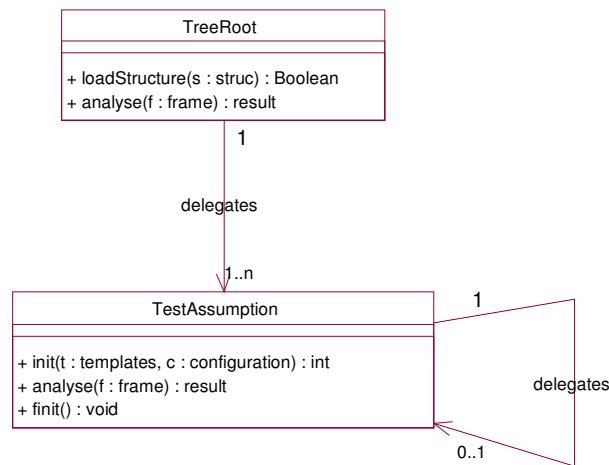 TreeRoot
+ loadStructure(s : struc) : Boolean
+ analyse(f : frame) : result
1
delegates
1..n
TestAssumption
1
+ init(t : templates, c : configuration) : int
+ analyse(f : frame) : result
+ finit() : void
delegates
0..1